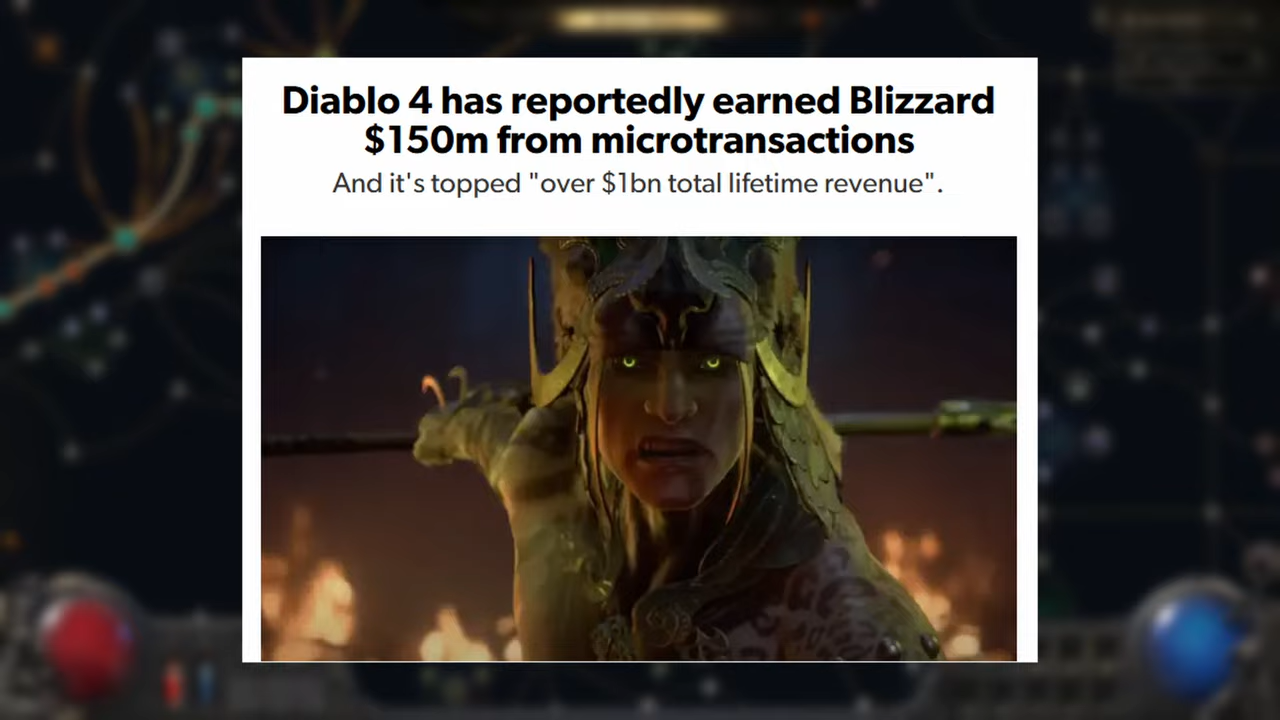 Diablo 4 has reportedly earned Blizzard
$150m from microtransactions
And it's topped "over $1bn total lifetime revenue".